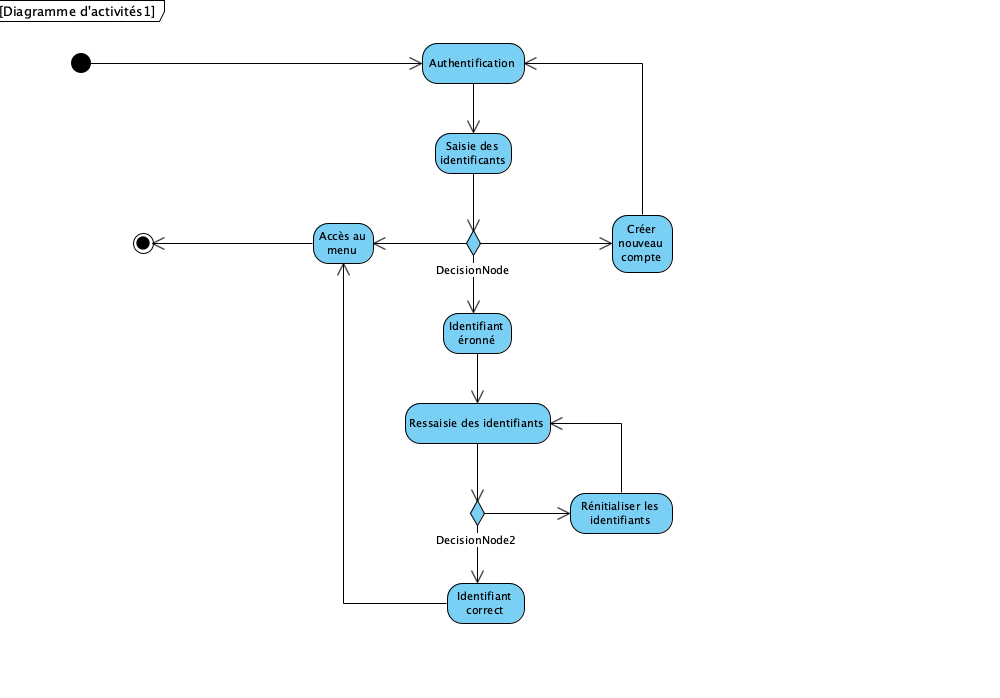 [Diagramme d'activités1]
Authentification
Saisie des
identificants
Accès au
menu
Créer
nouveau
compte
DecisionNode
Identifiant
éronné
Ressaisie des identifiants
Rénitialiser les
identifiants
DecisionNode2
Identifiant
correct